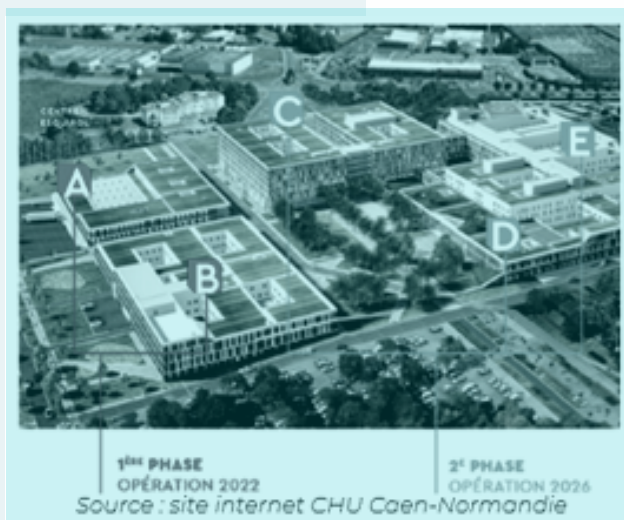 C
E
A
D
B
1ÈRE PHASE
2E PHASE
OPÉRATION 2022
OPÉRATION 2026
Source : site internet CHU Caen-Normandie